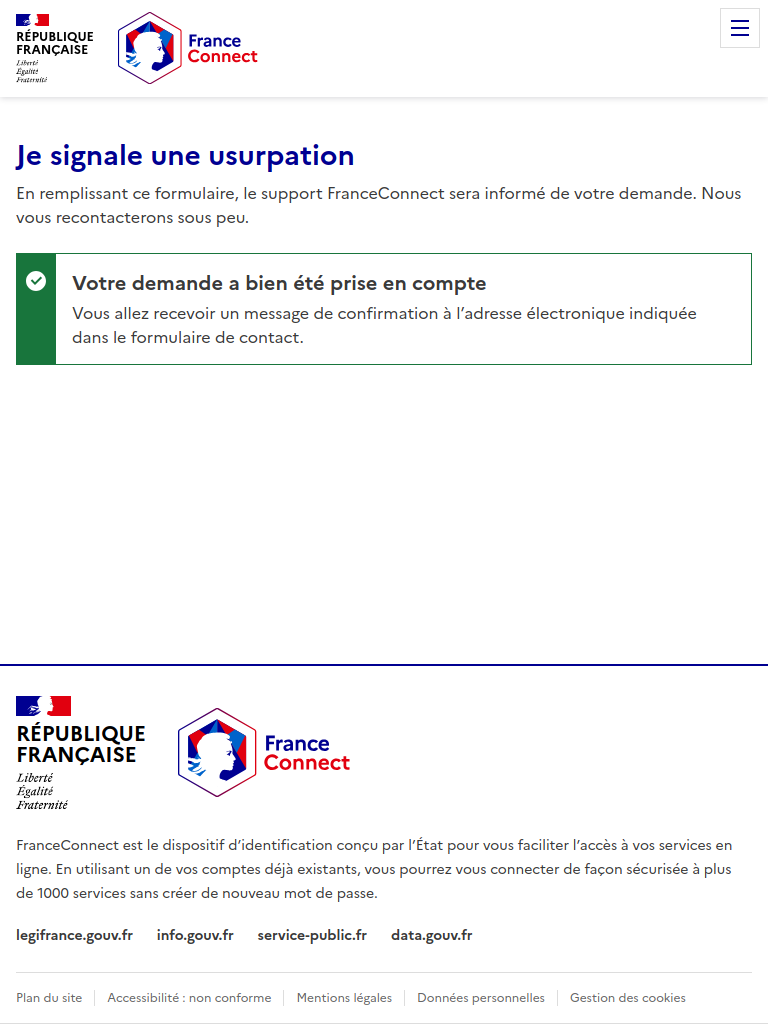 RÉPUBLIQUE
FRANÇAISE
Liberté
Égalité
Fraternité
France
Connect
Je signale une usurpation
En remplissant ce formulaire, le support FranceConnect sera informé de votre demande. Nous
vous recontacterons sous peu.
Votre demande a bien été prise en compte
Vous allez recevoir un message de confirmation à l’adresse électronique indiquée
dans le formulaire de contact.
RÉPUBLIQUE
FRANÇAISE
Liberté
Égalité
Fraternité
France
Connect
FranceConnect est le dispositif d’identification conçu par l’État pour vous faciliter l’accès à vos services en
ligne. En utilisant un de vos comptes déjà existants, vous pourrez vous connecter de façon sécurisée à plus
de 1000 services sans créer de nouveau mot de passe.
legifrance.gouv.fr info.gouv.fr service-public.fr data.gouv.fr
Plan du site Accessibilité : non conforme Mentions légales Données personnelles Gestion des cookies